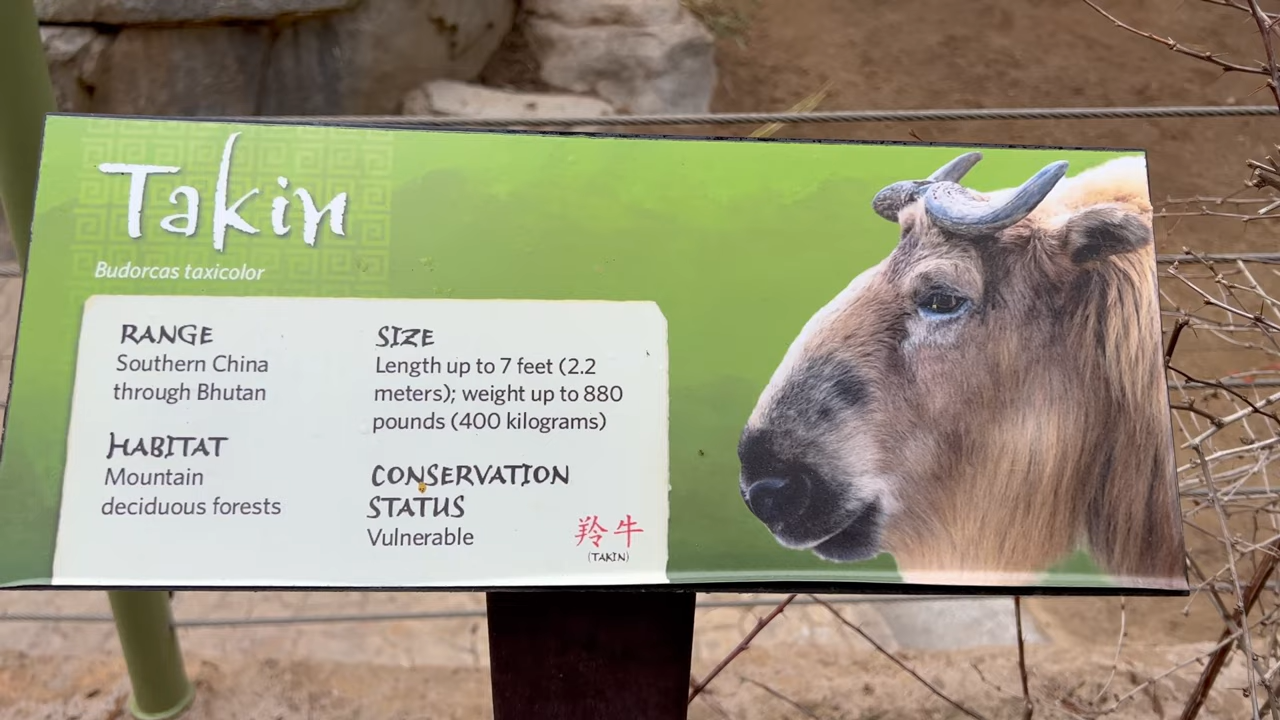 Takin
Budorcas taxicolor
RANGE
Southern China
through Bhutan
HABITAT
Mountain
deciduous forests
SIZE
Length up to 7 feet (2.2
meters); weight up to 880
pounds (400 kilograms)
CONSERVATION
STATUS
Vulnerable
羚牛
(TAKIN)